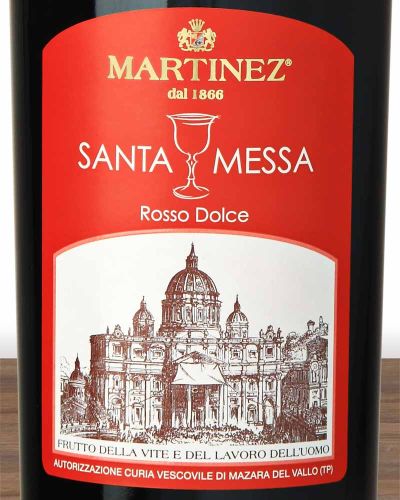 MARTINEZ®
dal 1866
SANTA MESSA
Rosso Dolce
FRUTTO DELLA VITE E DEL LAVORO DELL'UOMO
AUTORIZZAZIONE CURIA VESCOVILE DI MAZARA DEL VALLO (TP)